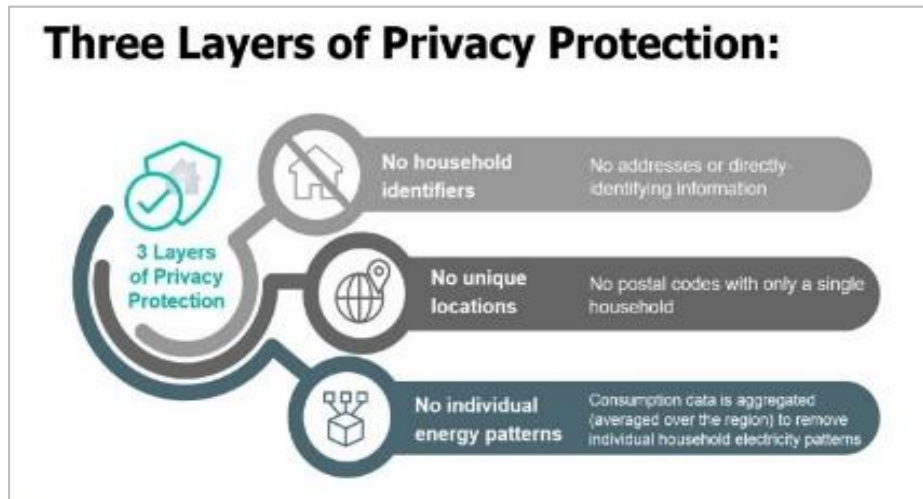 Three Layers of Privacy Protection:
3 Layers
of Privacy
Protection
No household
identifiers
No addresses or directly-
identifying information
No unique
locations
No postal codes with only a single
household
No individual
energy patterns
Consumption data is aggregated
(averaged over the region) to remove
individual household electricity patterns